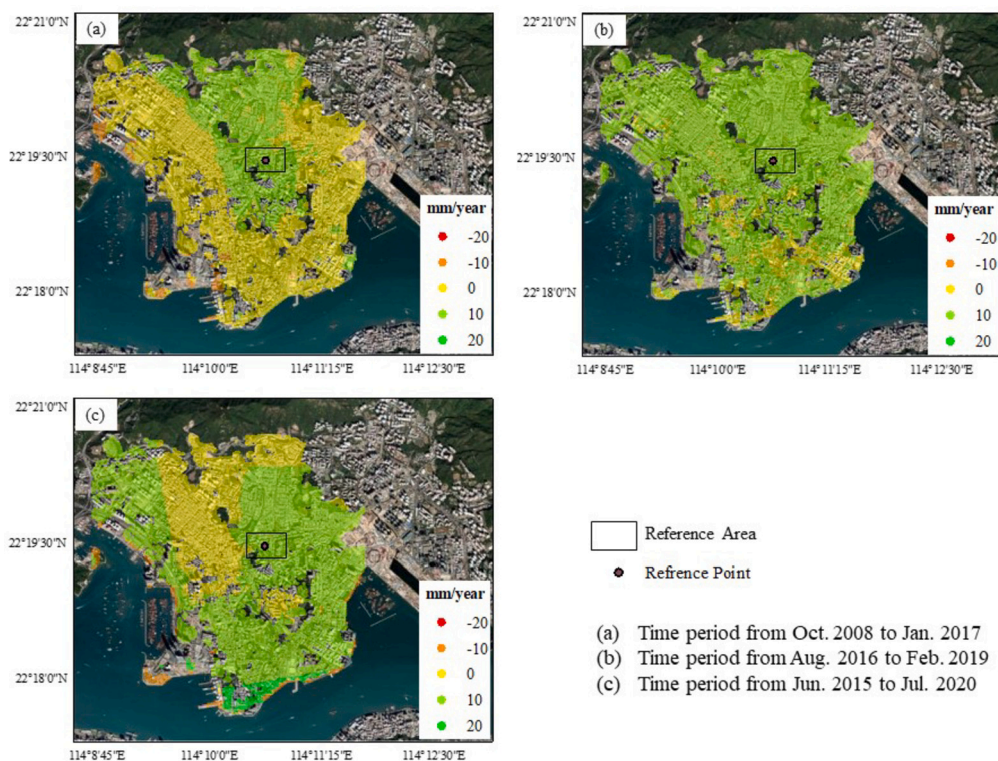 (a)
22°21'0"N
22°19'30"N
22°18'0"N
mm/year
-20
-10
0
10
20
114°8'45"E 114°10'0"E 114°11'15"E 114°12'30"E
(b)
22°21'0"N
22°19'30"N
22°18'0"N
mm/year
-20
-10
0
10
20
114°8'45"E 114°10'0"E 114°11'15"E 114°12'30"E
(c)
22°21'0"N
22°19'30"N
22°18'0"N
mm/year
-20
-10
0
10
20
114°8'45"E 114°10'0"E 114°11'15"E 114°12'30"E
Reference Area
Refrence Point
(a) Time period from Oct. 2008 to Jan. 2017
(b) Time period from Aug. 2016 to Feb. 2019
(c) Time period from Jun. 2015 to Jul. 2020